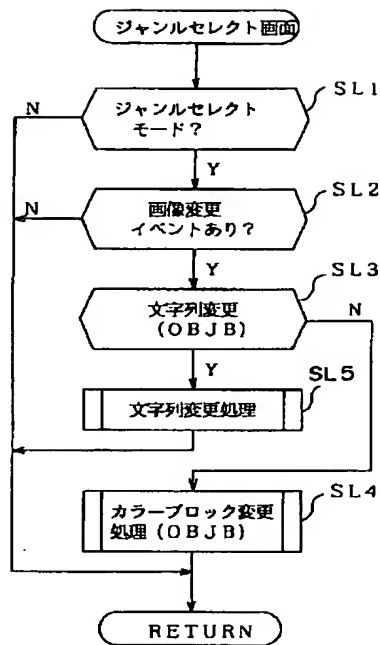 ジャンルセレクト画面
SL1
ジャンルセレクト
モード?
N
Y
SL2
画像変更
イベントあり?
N
Y
SL3
文字列変更
(OBJB)
N
Y
SL5
文字列変更処理
SL4
カラーブロック変更
処理(OBJB)
RETURN